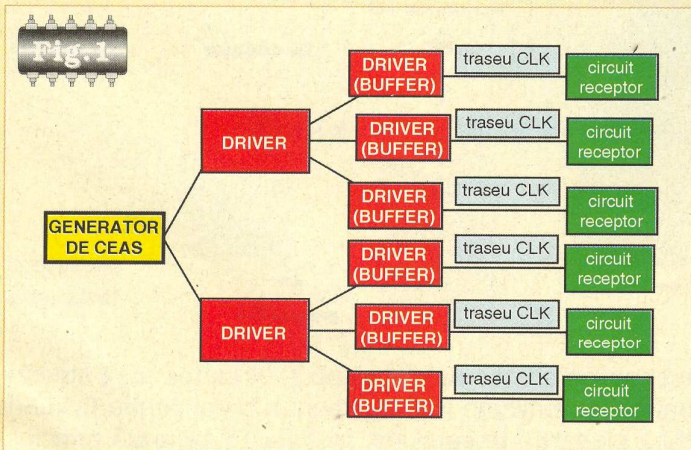 Fig.1
DRIVER
(BUFFER)
traseu CLK
circuit
receptor
DRIVER
DRIVER
(BUFFER)
traseu CLK
circuit
receptor
DRIVER
(BUFFER)
traseu CLK
circuit
receptor
GENERATOR
DE CEAS
DRIVER
(BUFFER)
traseu CLK
circuit
receptor
DRIVER
DRIVER
(BUFFER)
traseu CLK
circuit
receptor
DRIVER
(BUFFER)
traseu CLK
circuit
receptor